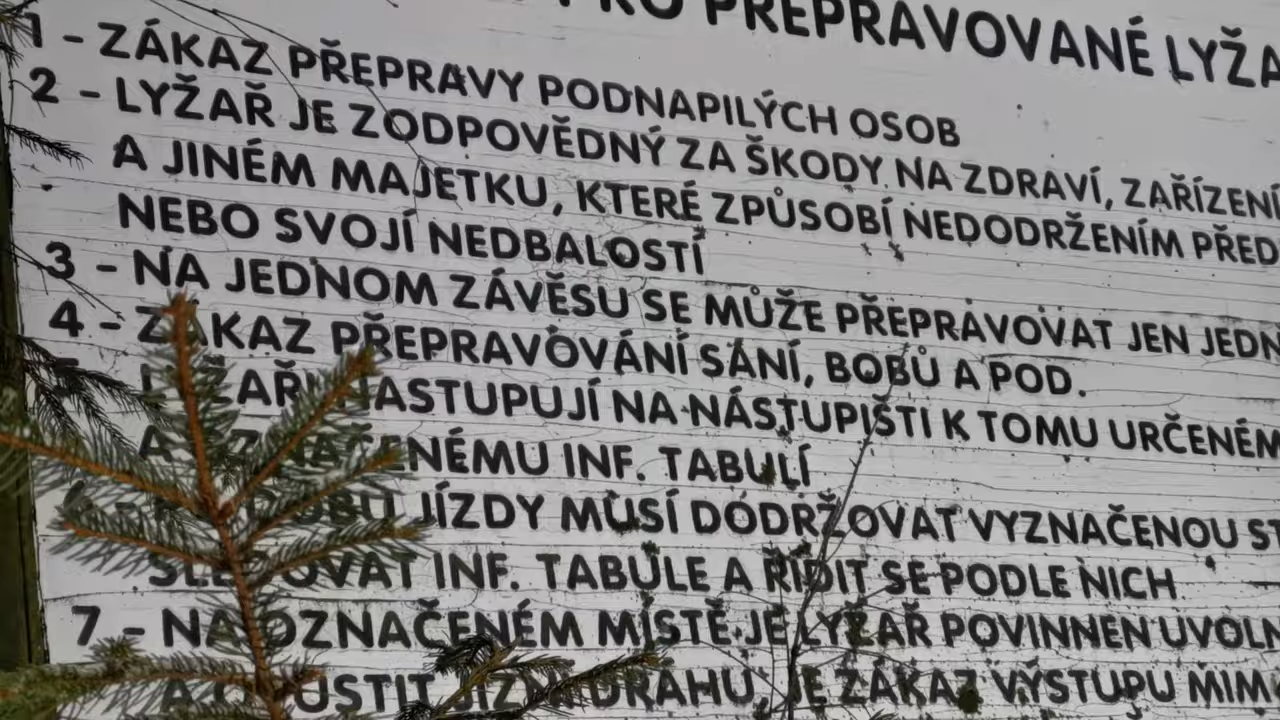 PRO PŘEPRAVOVANÉ
1 - ZÁKAZ PŘEPRAVY PODNAPILÝCH OSOB
2 - LYŽAŘ JE ZODPOVĚDNÝ ZA ŠKODY NA ZDRAVÍ, ZAŘÍZENÍ
A JINÉM MAJETKU, KTERÉ ZPŮSOBÍ NEDODRŽENÍM PŘED
NEBO SVOJÍ NEDBALOSTÍ
3 - NA JEDNOM ZÁVĚSU SE MŮŽE PŘEPRAVOVAT JEN JEDN
4 - ZÁKAZ PŘEPRAVOVÁNÍ SÁNÍ, BOBŮ A POD.
NASTUPUJÍ NA NÁSTUPIŠTI K TOMU URČENÉM
INF. TABULÍ
JÍZDY MUSÍ DODRŽOVAT VYZNAČENOU ST
INF. TABULE A ŘÍDIT SE PODLE NICH
7 - NA OZNAČENÉM MÍSTĚ JE LYŽAŘ POVINNEN UVOLN
DRÁHU, JE ZÁKAZ VÝSTUPU MIM